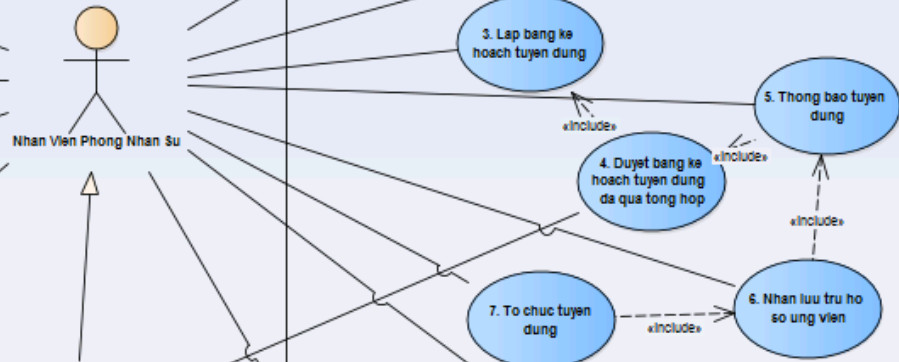 3. Lap bang ke
hoach tuyen dung
5. Thong bao tuyen
dung
«include»
Nhan Vien Phong Nhan Su
«include»
4. Duyet bang ke
hoach tuyen dung
da qua tong hop
«include»
7. To chuc tuyen
dung
6. Nhan luu tru ho
so ung vien
«include»